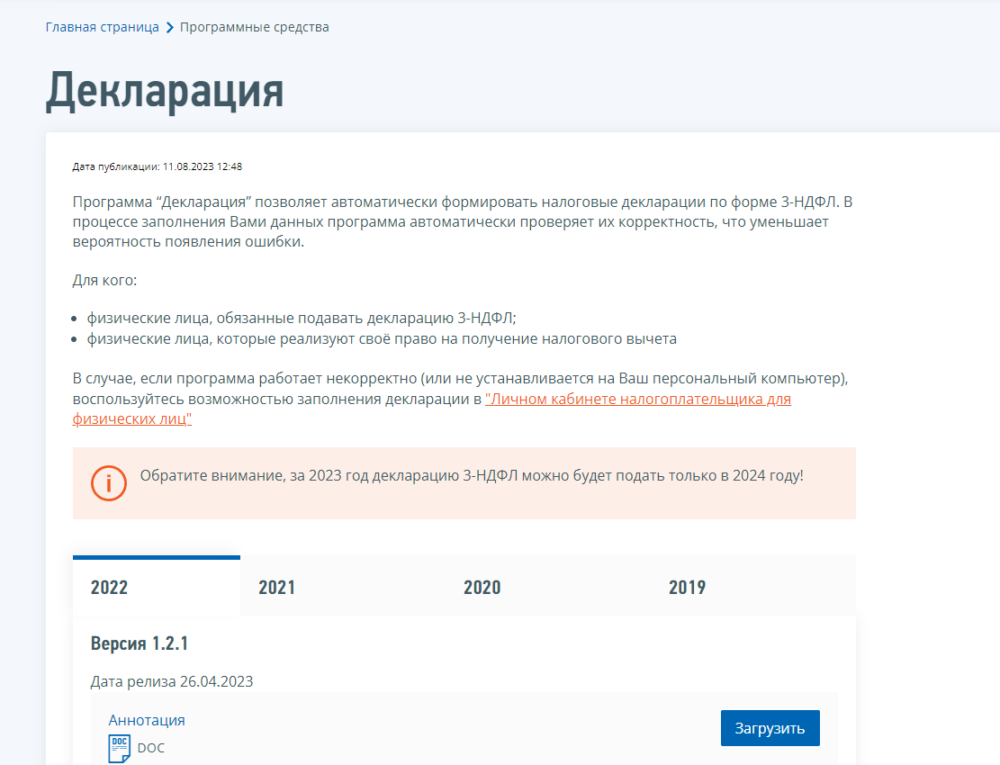 Главная страница Программные средства
Декларация
Дата публикации: 11.08.2023 12:48
Программа “Декларация” позволяет автоматически формировать налоговые декларации по форме 3-НДФЛ. В
процессе заполнения Вами данных программа автоматически проверяет их корректность, что уменьшает
вероятность появления ошибки.
Для кого:
физические лица, обязанные подавать декларацию 3-НДФЛ;
физические лица, которые реализуют своё право на получение налогового вычета
В случае, если программа работает некорректно (или не устанавливается на Ваш персональный компьютер),
воспользуйтесь возможностью заполнения декларации в "Личном кабинете налогоплательщика для
физических лиц"
Обратите внимание, за 2023 год декларацию 3-НДФЛ можно будет подать только в 2024 году!
2022 2021 2020 2019
Версия 1.2.1
Дата релиза 26.04.2023
Аннотация
DOC DOC
Загрузить